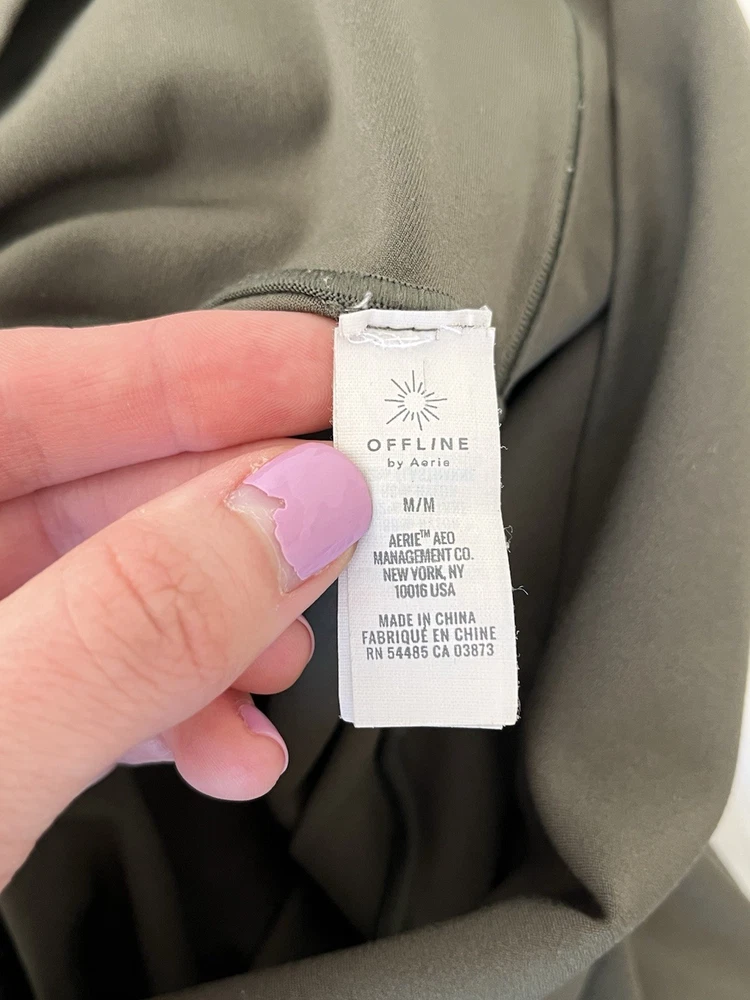 OFFLINE
by Aerie
M/M
AERIE™ AEO
MANAGEMENT CO.
NEW YORK, NY
10016 USA
MADE IN CHINA
FABRIQUÉ EN CHINE
RN 54485 CA 03873